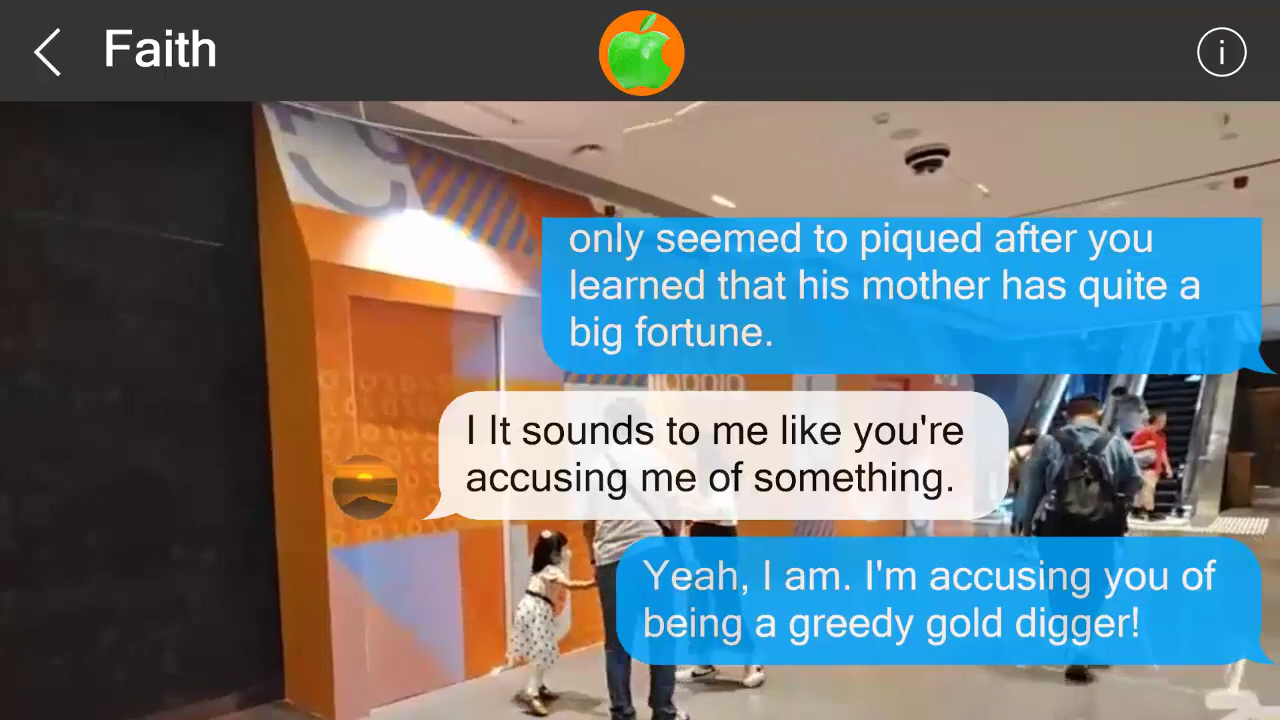 Faith
i
only seemed to piqued after you
learned that his mother has quite a
big fortune.
I It sounds to me like you're
accusing me of something.
Yeah, I am. I'm accusing you of
being a greedy gold digger!